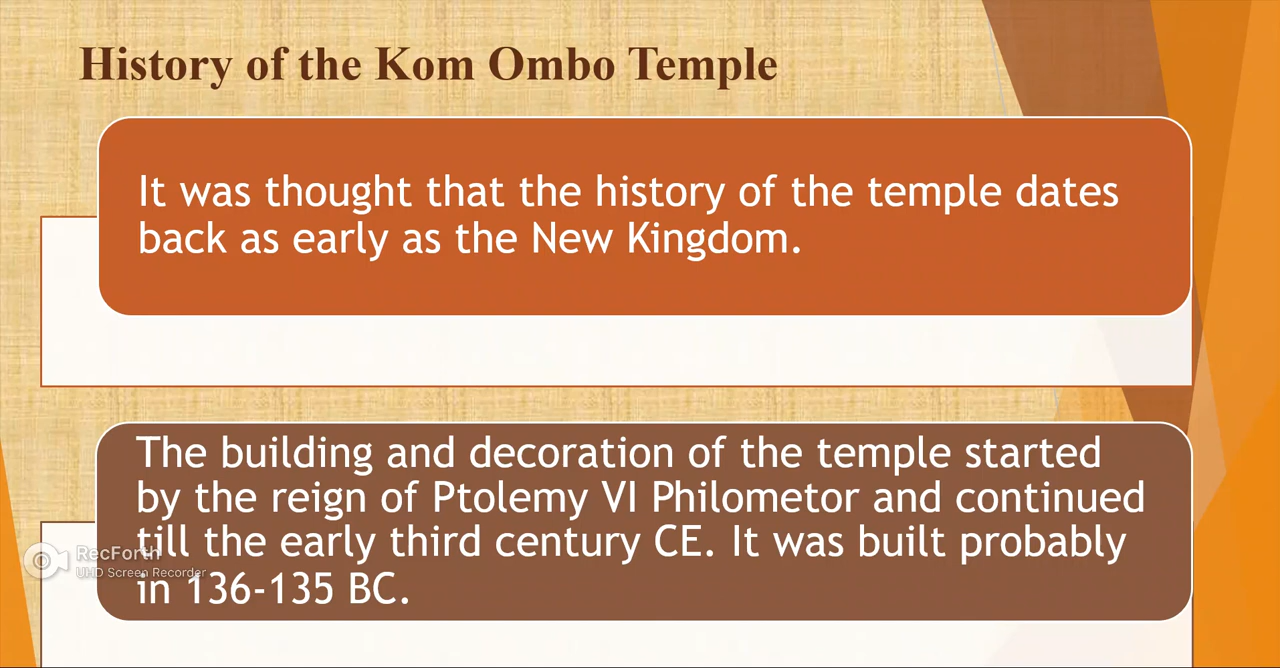 History of the Kom Ombo Temple
It was thought that the history of the temple dates
back as early as the New Kingdom.
The building and decoration of the temple started
by the reign of Ptolemy VI Philometor and continued
till the early third century CE. It was built probably
in 136-135 BC.
RecForth
UHD Screen Recorder